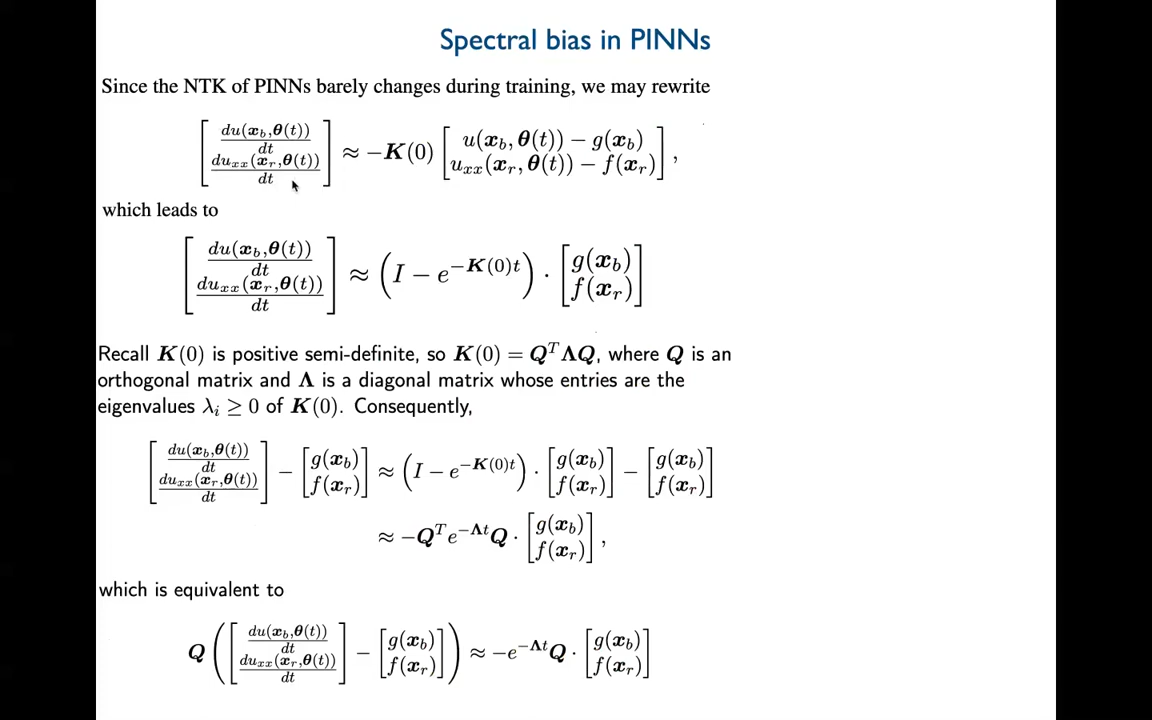 Spectral bias in PINNs
Since the NTK of PINNs barely changes during training, we may rewrite
[ du(x_b,θ(t))/dt ; du_xx(x_r,θ(t))/dt ] ≈ −K(0) [ u(x_b, θ(t)) − g(x_b) ; u_xx(x_r, θ(t)) − f(x_r) ] ,
which leads to
[ du(x_b,θ(t))/dt ; du_xx(x_r,θ(t))/dt ] ≈ (I − e^{−K(0)t}) · [ g(x_b) ; f(x_r) ]
Recall K(0) is positive semi-definite, so K(0) = Q^T ΛQ, where Q is an
orthogonal matrix and Λ is a diagonal matrix whose entries are the
eigenvalues λ_i ≥ 0 of K(0). Consequently,
[ du(x_b,θ(t))/dt ; du_xx(x_r,θ(t))/dt ] − [ g(x_b) ; f(x_r) ] ≈ (I − e^{−K(0)t}) · [ g(x_b) ; f(x_r) ] − [ g(x_b) ; f(x_r) ]
≈ −Q^T e^{−Λt} Q · [ g(x_b) ; f(x_r) ] ,
which is equivalent to
Q ( [ du(x_b,θ(t))/dt ; du_xx(x_r,θ(t))/dt ] − [ g(x_b) ; f(x_r) ] ) ≈ −e^{−Λt} Q · [ g(x_b) ; f(x_r) ]